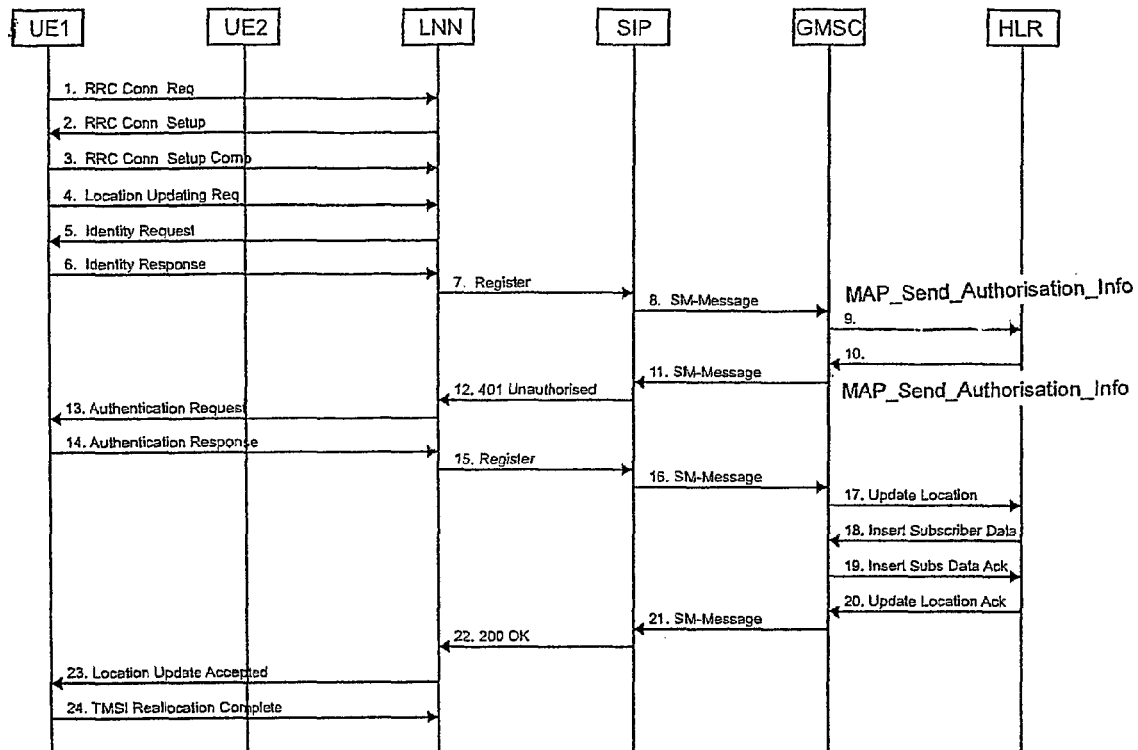 UE1
UE2
LNN
SIP
GMSC
HLR
1. RRC Conn Req
2. RRC Conn Setup
3. RRC Conn Setup Comp
4. Location Updating Req
5. Identity Request
6. Identity Response
7. Register
8. SM-Message
MAP_Send_Authorisation_Info
9.
10.
11. SM-Message
12. 401 Unauthorised
MAP_Send_Authorisation_Info
13. Authentication Request
14. Authentication Response
15. Register
16. SM-Message
17. Update Location
18. Insert Subscriber Data
19. Insert Subs Data Ack
20. Update Location Ack
21. SM-Message
22. 200 OK
23. Location Update Accepted
24. TMSI Reallocation Complete